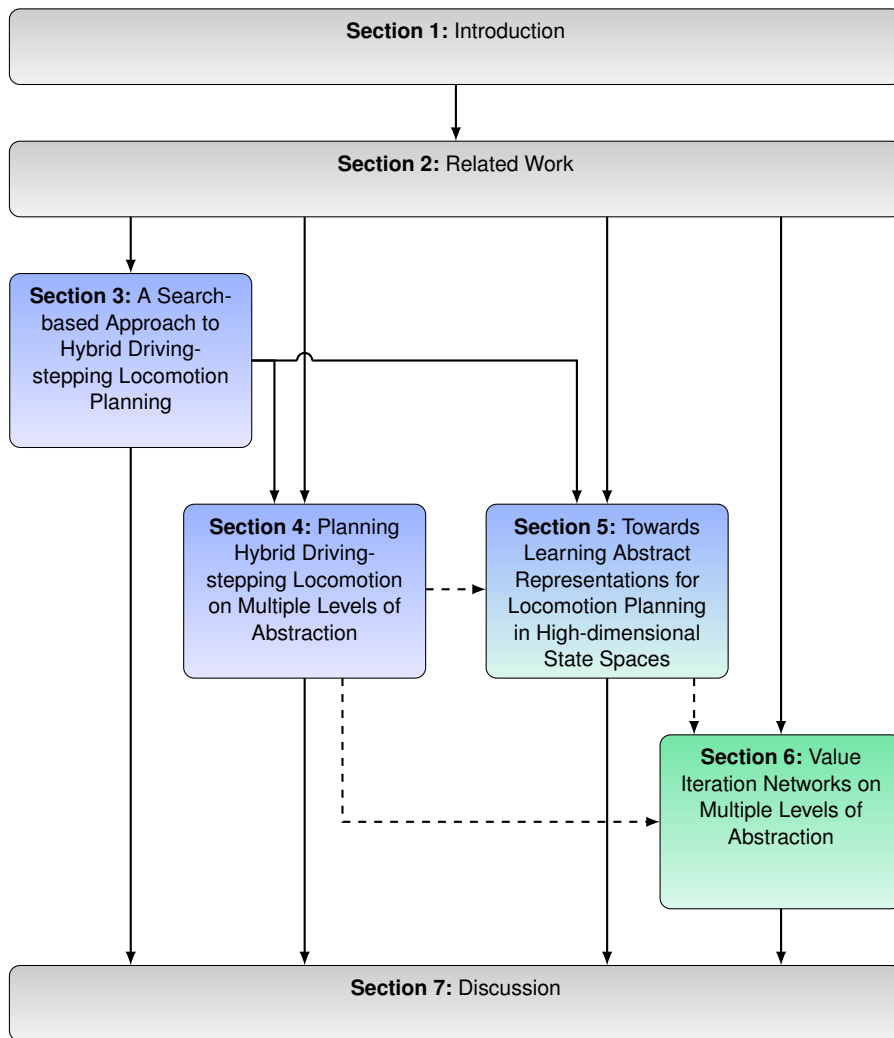 Section 1: Introduction
Section 2: Related Work
Section 3: A Search-
based Approach to
Hybrid Driving-
stepping Locomotion
Planning
Section 4: Planning
Hybrid Driving-
stepping Locomotion
on Multiple Levels of
Abstraction
Section 5: Towards
Learning Abstract
Representations for
Locomotion Planning
in High-dimensional
State Spaces
Section 6: Value
Iteration Networks on
Multiple Levels of
Abstraction
Section 7: Discussion